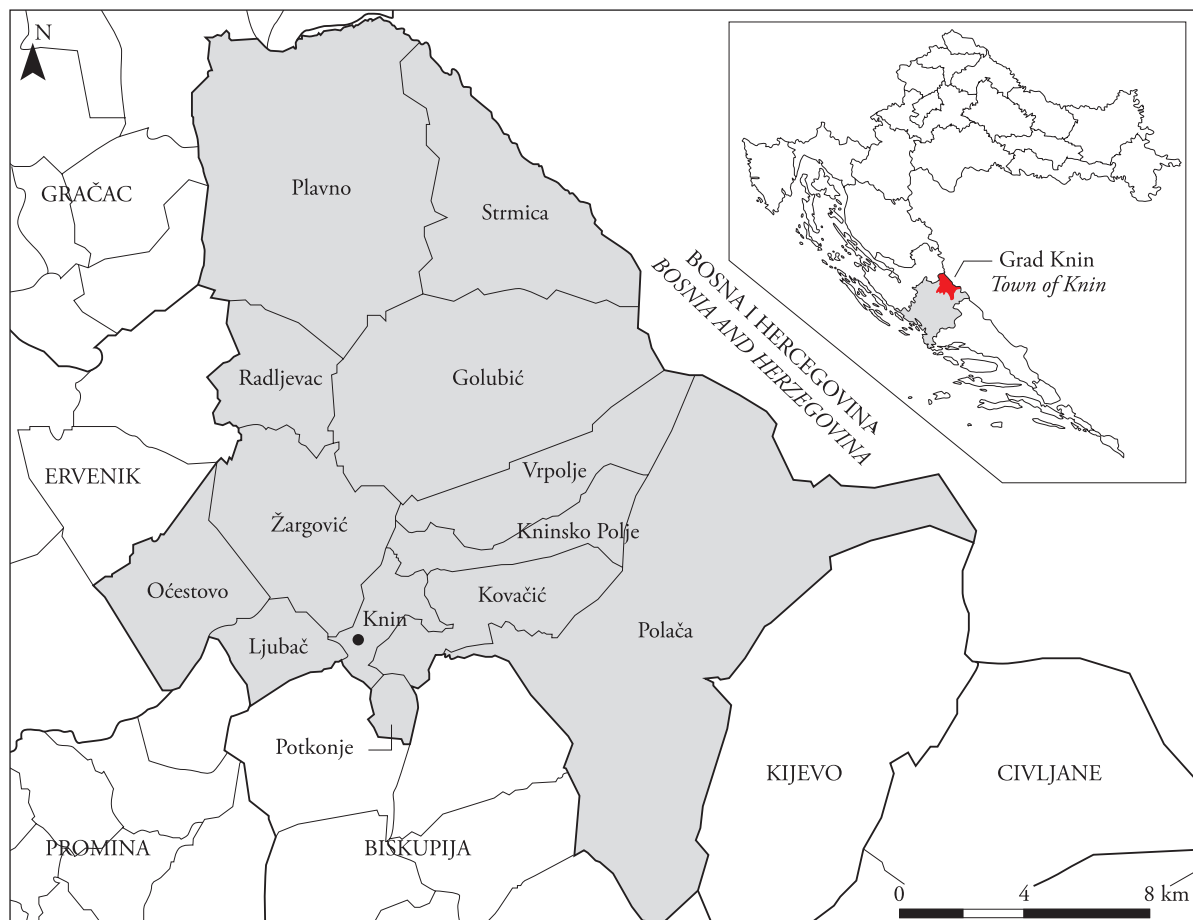 N
GRAČAC
Plavno
Strmica
BOSNA I HERCEGOVINA
BOSNIA AND HERZEGOVINA
Grad Knin
Town of Knin
Radljevac
Golubić
ERVENIK
Vrpolje
Žargović
Kninsko Polje
Oćestovo
Kovačić
Knin
Ljubač
Polača
Potkonje
KIJEVO
CIVLJANE
PROMINA
BISKUPIJA
0 4 8 km